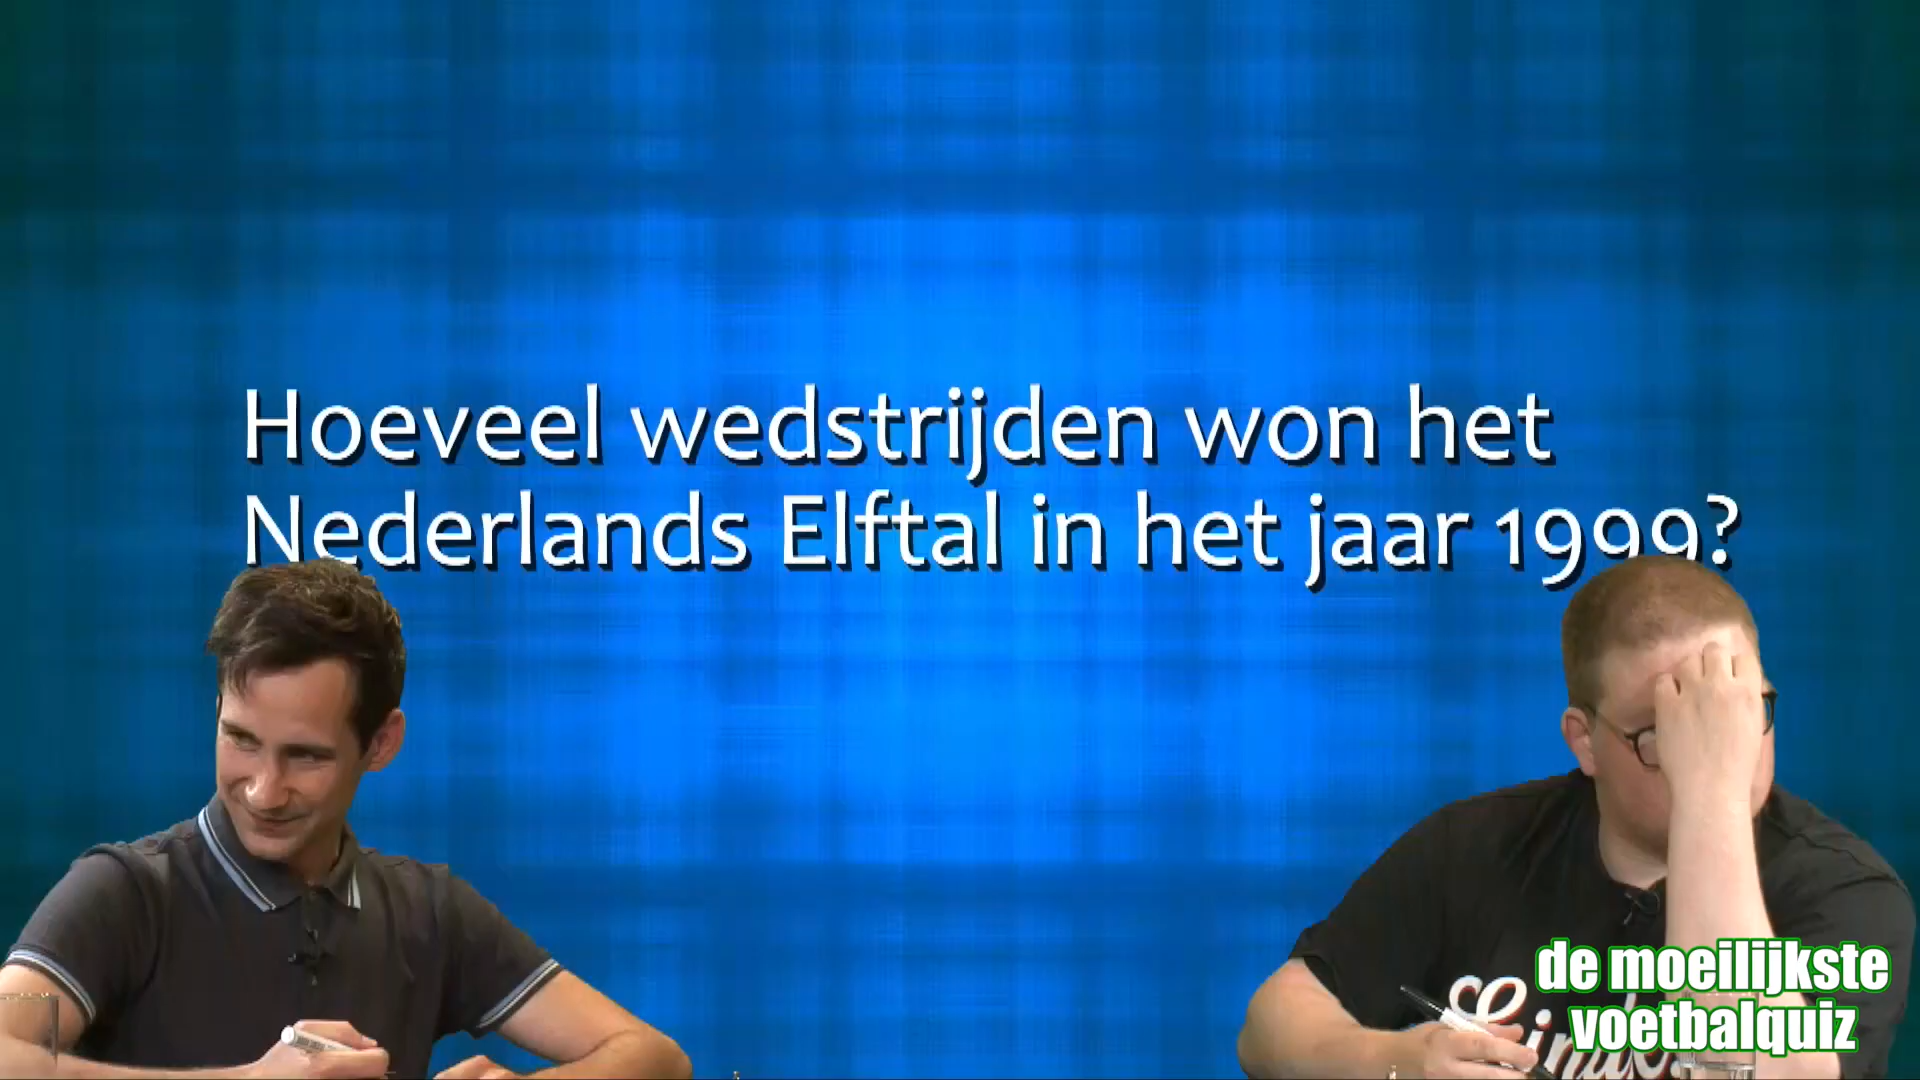 Hoeveel wedstrijden won het
Nederlands Elftal in het jaar 1999?
de moeilijkste
voetbalquiz